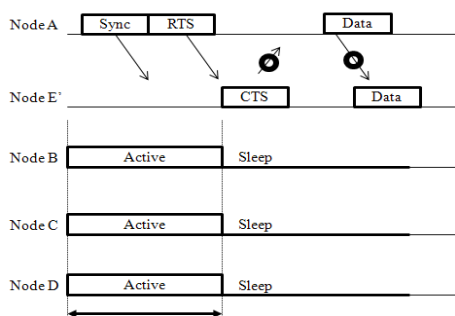 Node A Sync RTS Data
Node E' CTS Data
Node B Active Sleep
Node C Active Sleep
Node D Active Sleep